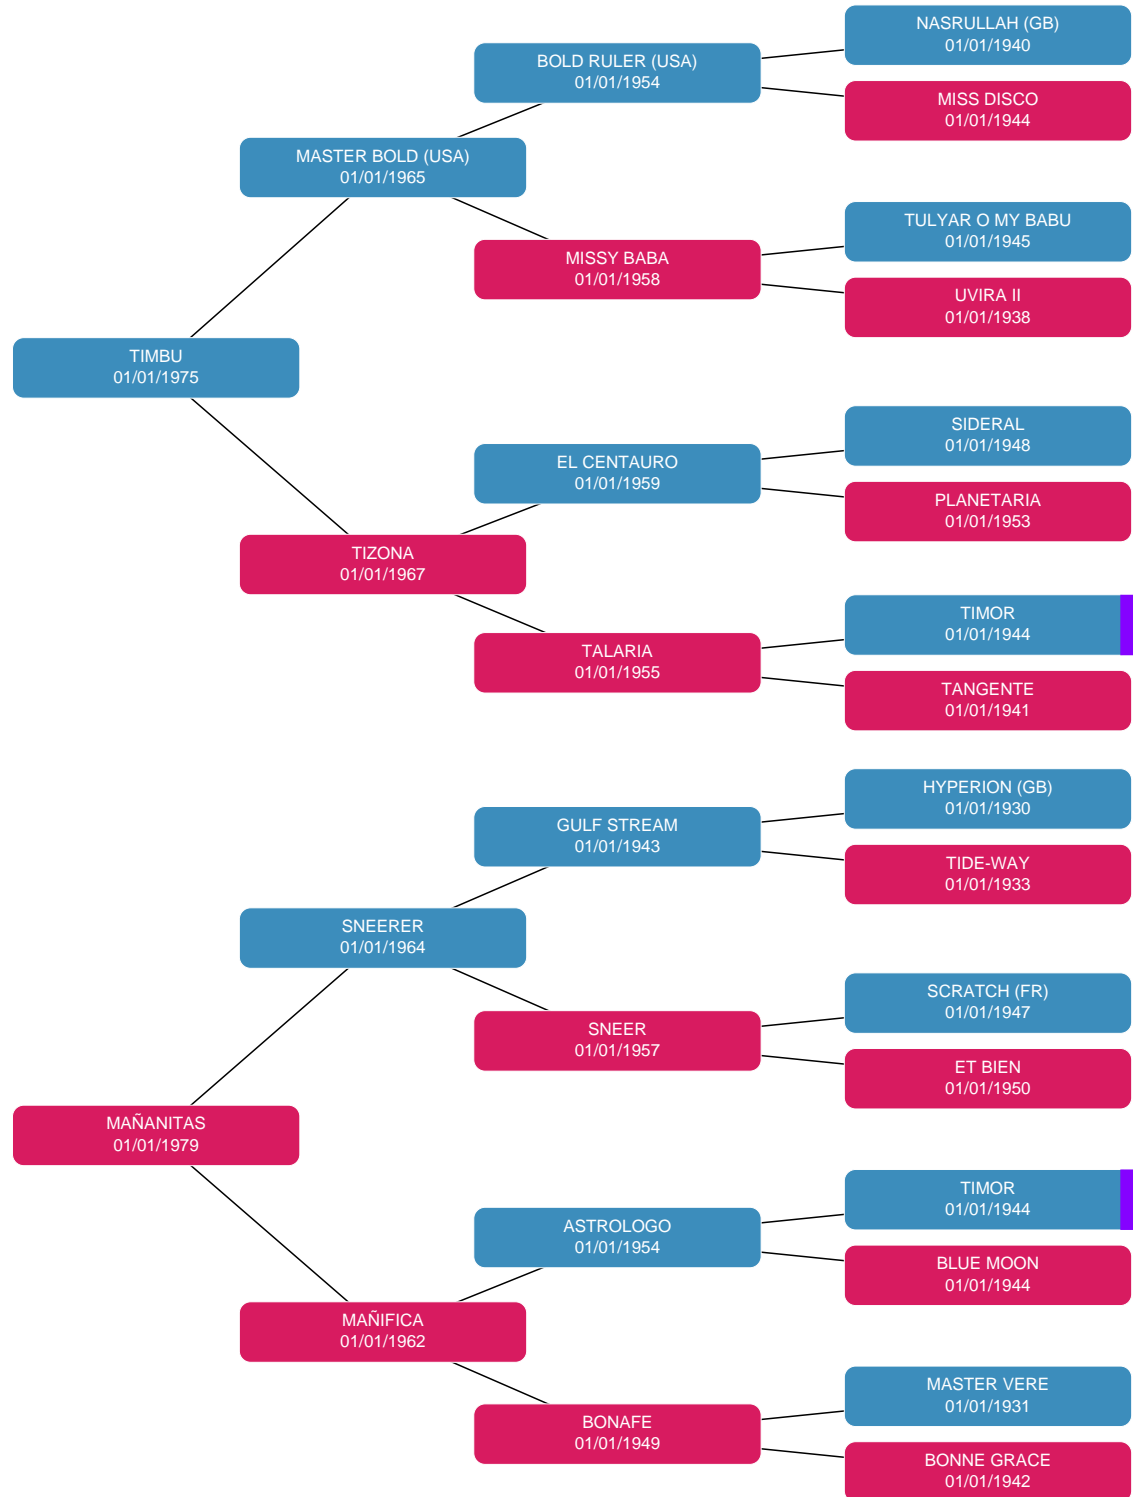 NASRULLAH (GB)
01/01/1940
BOLD RULER (USA)
01/01/1954
MISS DISCO
01/01/1944
MASTER BOLD (USA)
01/01/1965
TULYAR O MY BABU
01/01/1945
MISSY BABA
01/01/1958
UVIRA II
01/01/1938
TIMBU
01/01/1975
SIDERAL
01/01/1948
EL CENTAURO
01/01/1959
PLANETARIA
01/01/1953
TIZONA
01/01/1967
TIMOR
01/01/1944
TALARIA
01/01/1955
TANGENTE
01/01/1941
HYPERION (GB)
01/01/1930
GULF STREAM
01/01/1943
TIDE-WAY
01/01/1933
SNEERER
01/01/1964
SCRATCH (FR)
01/01/1947
SNEER
01/01/1957
ET BIEN
01/01/1950
MAÑANITAS
01/01/1979
TIMOR
01/01/1944
ASTROLOGO
01/01/1954
BLUE MOON
01/01/1944
MAÑIFICA
01/01/1962
MASTER VERE
01/01/1931
BONAFE
01/01/1949
BONNE GRACE
01/01/1942